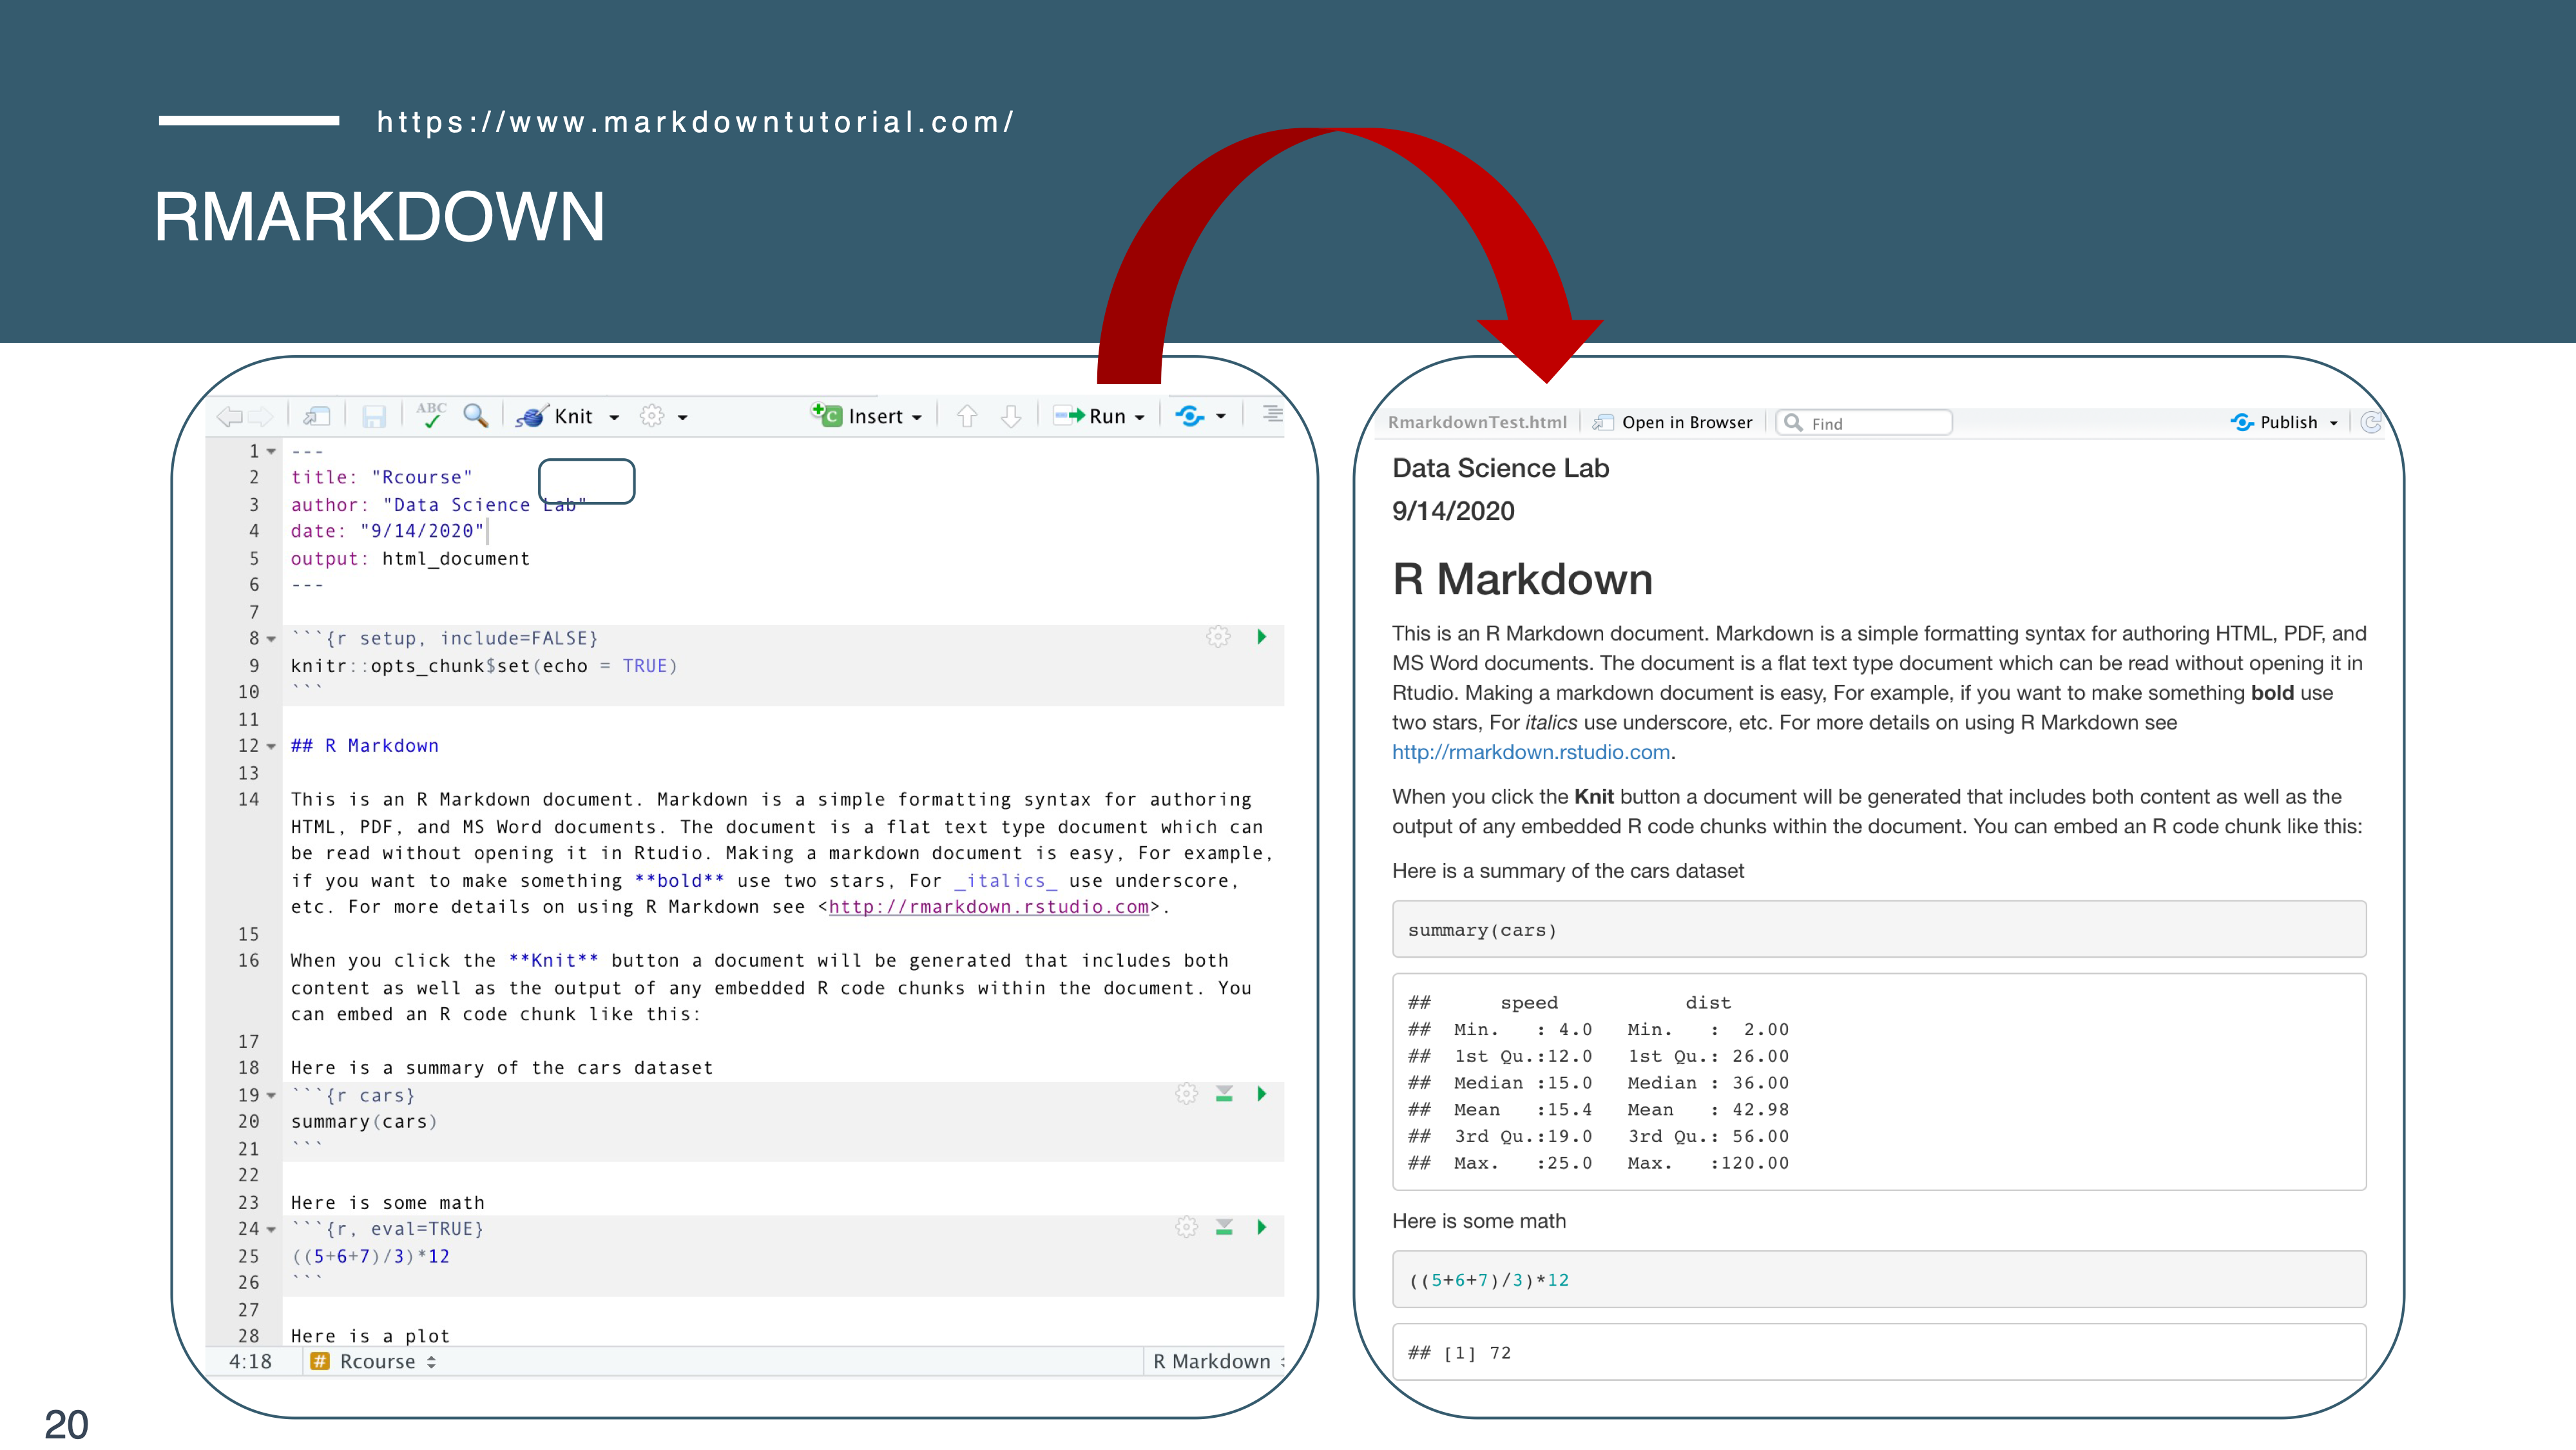 https://www.markdowntutorial.com/
RMARKDOWN
ABC Knit Insert Run
1 ---
2 title: "Rcourse"
3 author: "Data Science Lab"
4 date: "9/14/2020"
5 output: html_document
6 ---
7
8 ```{r setup, include=FALSE}
9 knitr::opts_chunk$set(echo = TRUE)
10 ```
11
12 ## R Markdown
13
14 This is an R Markdown document. Markdown is a simple formatting syntax for authoring
HTML, PDF, and MS Word documents. The document is a flat text type document which can
be read without opening it in Rtudio. Making a markdown document is easy, For example,
if you want to make something **bold** use two stars, For _italics_ use underscore,
etc. For more details on using R Markdown see <http://rmarkdown.rstudio.com>.
15
16 When you click the **Knit** button a document will be generated that includes both
content as well as the output of any embedded R code chunks within the document. You
can embed an R code chunk like this:
17
18 Here is a summary of the cars dataset
19 ```{r cars}
20 summary(cars)
21 ```
22
23 Here is some math
24 ```{r, eval=TRUE}
25 ((5+6+7)/3)*12
26 ```
27
28 Here is a plot
4:18 # Rcourse R Markdown
RmarkdownTest.html Open in Browser Find Publish
Data Science Lab
9/14/2020
R Markdown
This is an R Markdown document. Markdown is a simple formatting syntax for authoring HTML, PDF, and
MS Word documents. The document is a flat text type document which can be read without opening it in
Rtudio. Making a markdown document is easy, For example, if you want to make something bold use
two stars, For italics use underscore, etc. For more details on using R Markdown see
http://rmarkdown.rstudio.com.
When you click the Knit button a document will be generated that includes both content as well as the
output of any embedded R code chunks within the document. You can embed an R code chunk like this:
Here is a summary of the cars dataset
summary(cars)
## speed dist
## Min. : 4.0 Min. : 2.00
## 1st Qu.:12.0 1st Qu.: 26.00
## Median :15.0 Median : 36.00
## Mean :15.4 Mean : 42.98
## 3rd Qu.:19.0 3rd Qu.: 56.00
## Max. :25.0 Max. :120.00
Here is some math
((5+6+7)/3)*12
## [1] 72
20